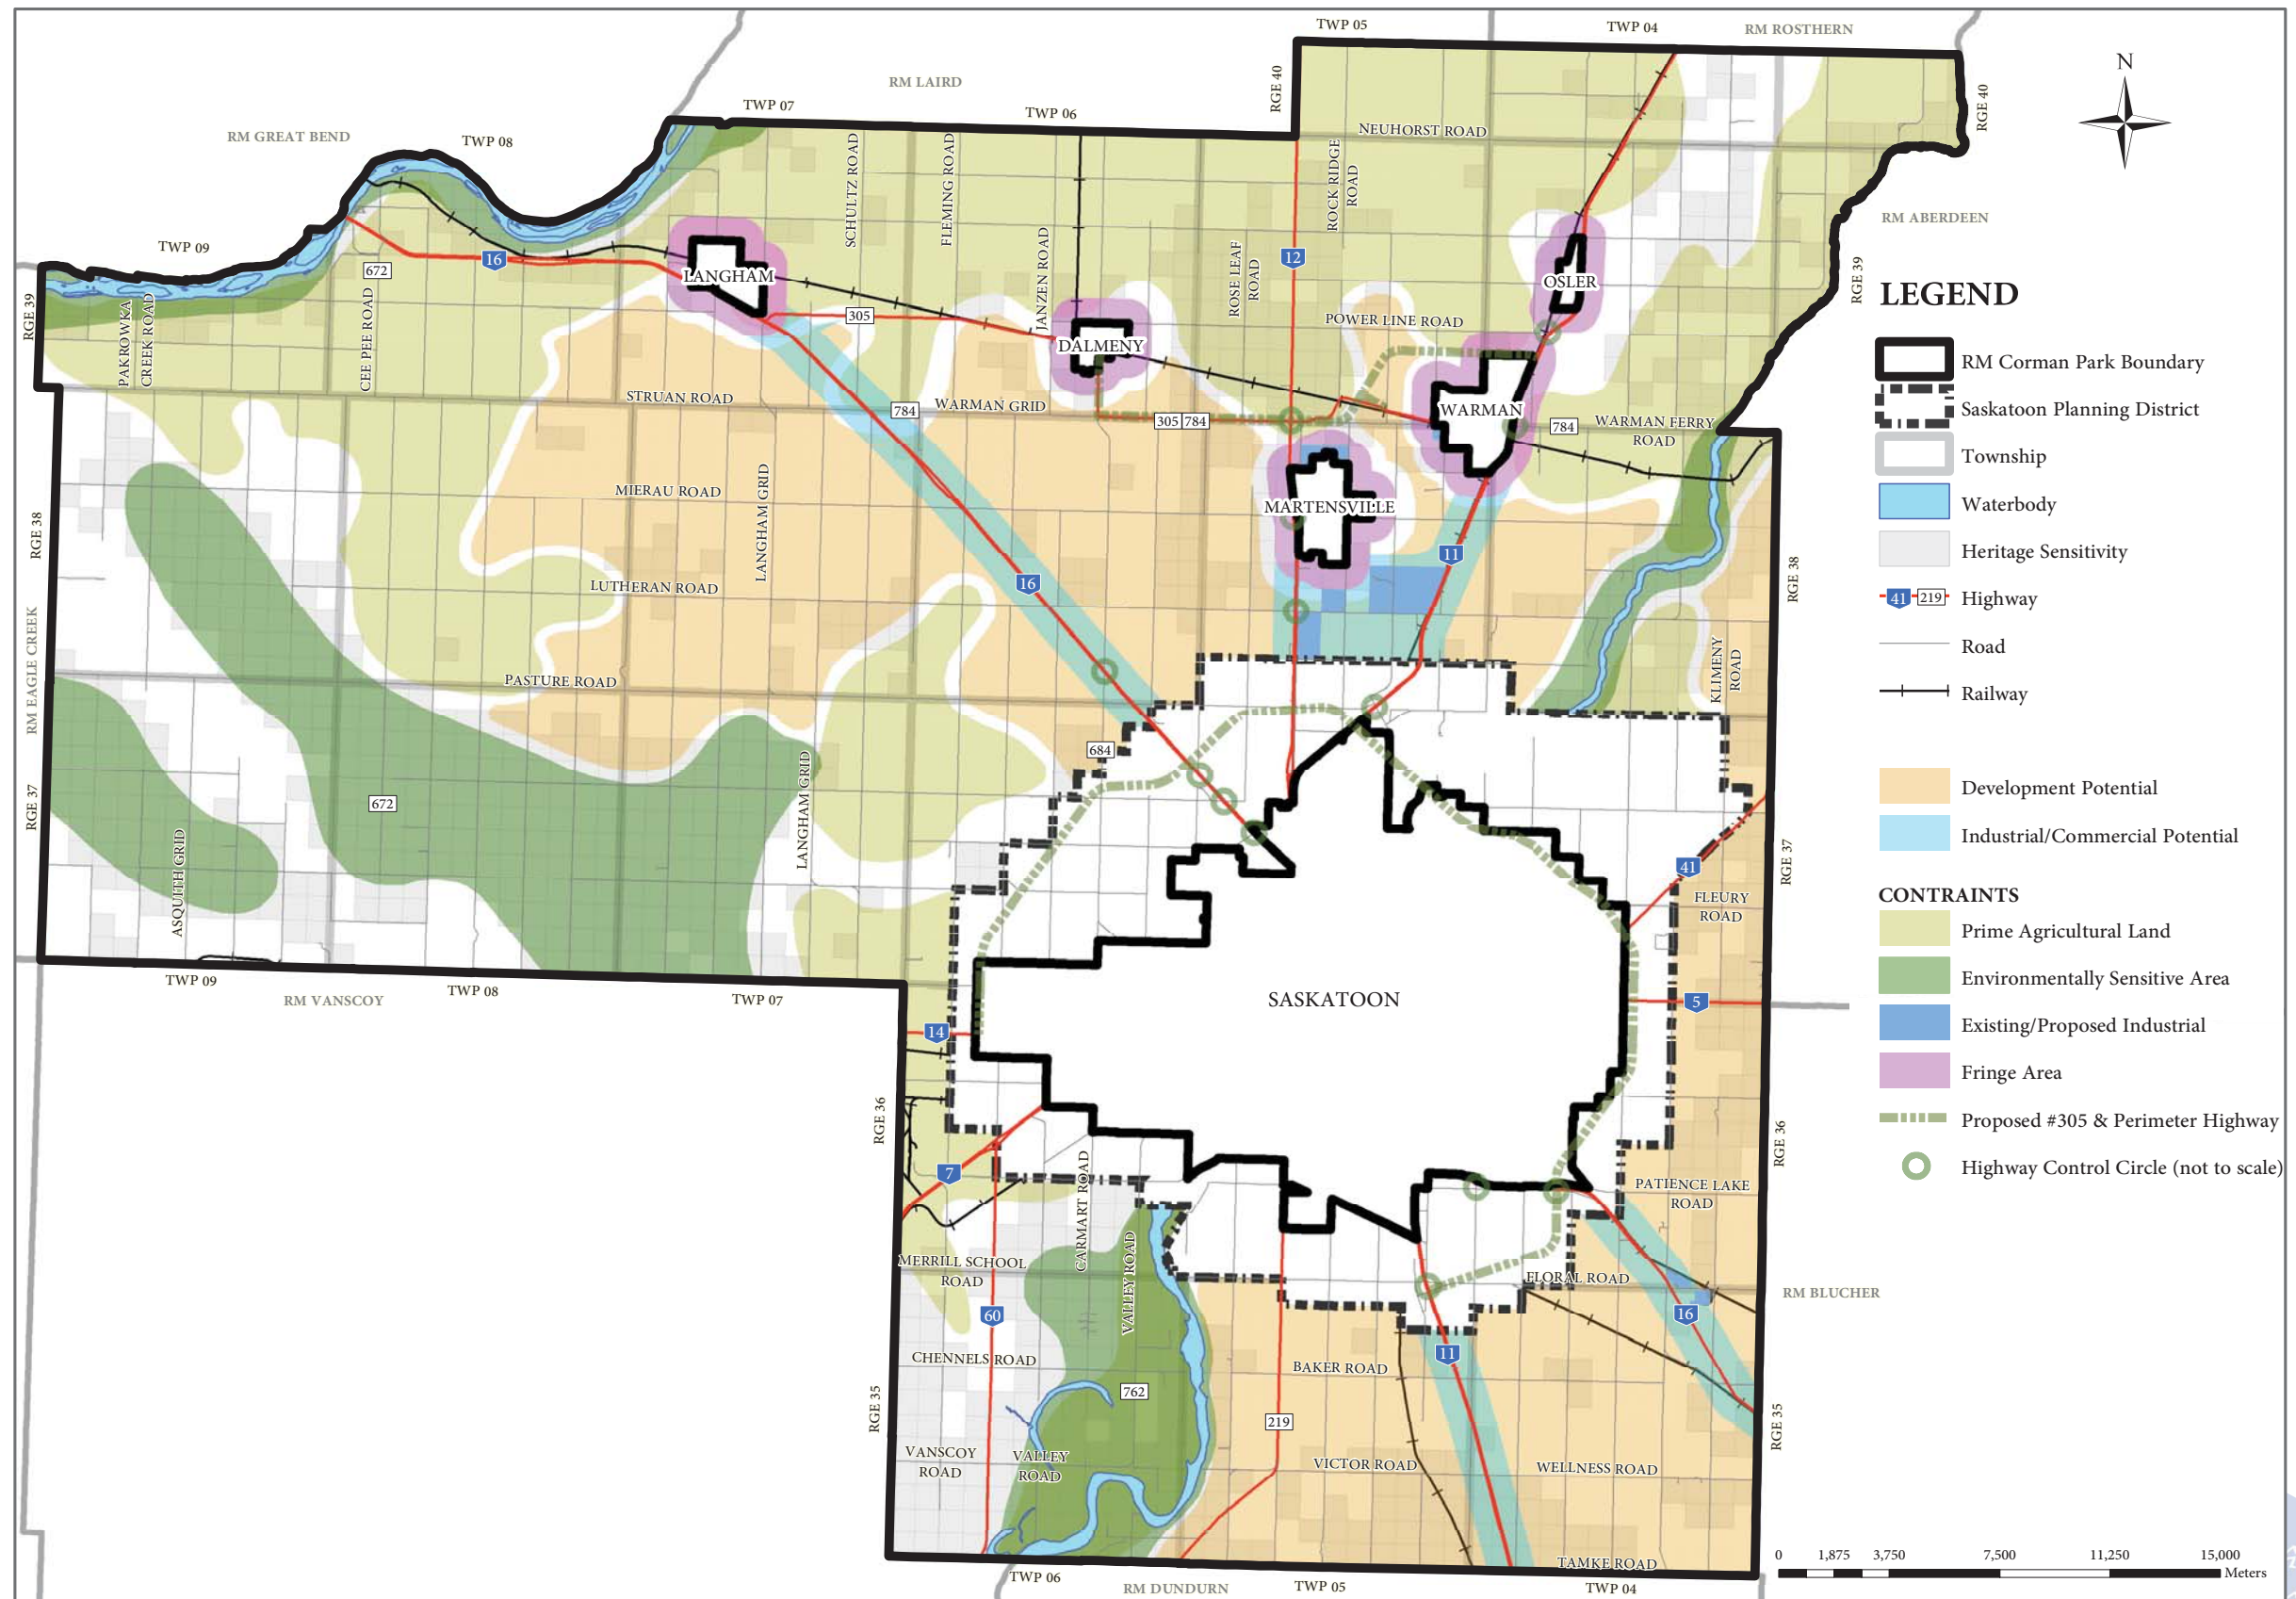 TWP 05
TWP 04
RM ROSTHERN
N
RM LAIRD
RGE 40
RGE 40
TWP 07
TWP 06
RM GREAT BEND
TWP 08
NEUHORST ROAD
SCHULTZ ROAD
FLEMING ROAD
ROCK RIDGE
ROAD
RM ABERDEEN
TWP 09
16
672
LANGHAM
JANZEN ROAD
ROSE LEAF
ROAD
12
OSLER
RGE 39
RGE 39
PAKROWKA
CREEK ROAD
CEE PEE ROAD
305
DALMENY
POWER LINE ROAD
STRUAN ROAD
784
WARMAN GRID
305
784
WARMAN
784
WARMAN FERRY
ROAD
MIERAU ROAD
LANGHAM GRID
MARTENSVILLE
RGE 38
11
RGE 38
LUTHERAN ROAD
16
RM EAGLE CREEK
PASTURE ROAD
KLIMENY
ROAD
684
RGE 37
672
LANGHAM GRID
ASQUITH GRID
41
RGE 37
FLEURY
ROAD
TWP 09
RM VANSCOY
TWP 08
TWP 07
SASKATOON
5
14
RGE 36
RGE 36
7
CARMART ROAD
PATIENCE LAKE
ROAD
MERRILL SCHOOL
ROAD
VALLEY ROAD
FLORAL ROAD
RM BLUCHER
60
16
CHENNELS ROAD
11
BAKER ROAD
762
RGE 35
219
RGE 35
VANSCOY
ROAD
VALLEY
ROAD
VICTOR ROAD
WELLNESS ROAD
TAMKE ROAD
TWP 06
RM DUNDURN
TWP 05
TWP 04
LEGEND
RM Corman Park Boundary
Saskatoon Planning District
Township
Waterbody
Heritage Sensitivity
41 219 Highway
Road
Railway
Development Potential
Industrial/Commercial Potential
CONTRAINTS
Prime Agricultural Land
Environmentally Sensitive Area
Existing/Proposed Industrial
Fringe Area
Proposed #305 & Perimeter Highway
Highway Control Circle (not to scale)
0 1,875 3,750 7,500 11,250 15,000
Meters